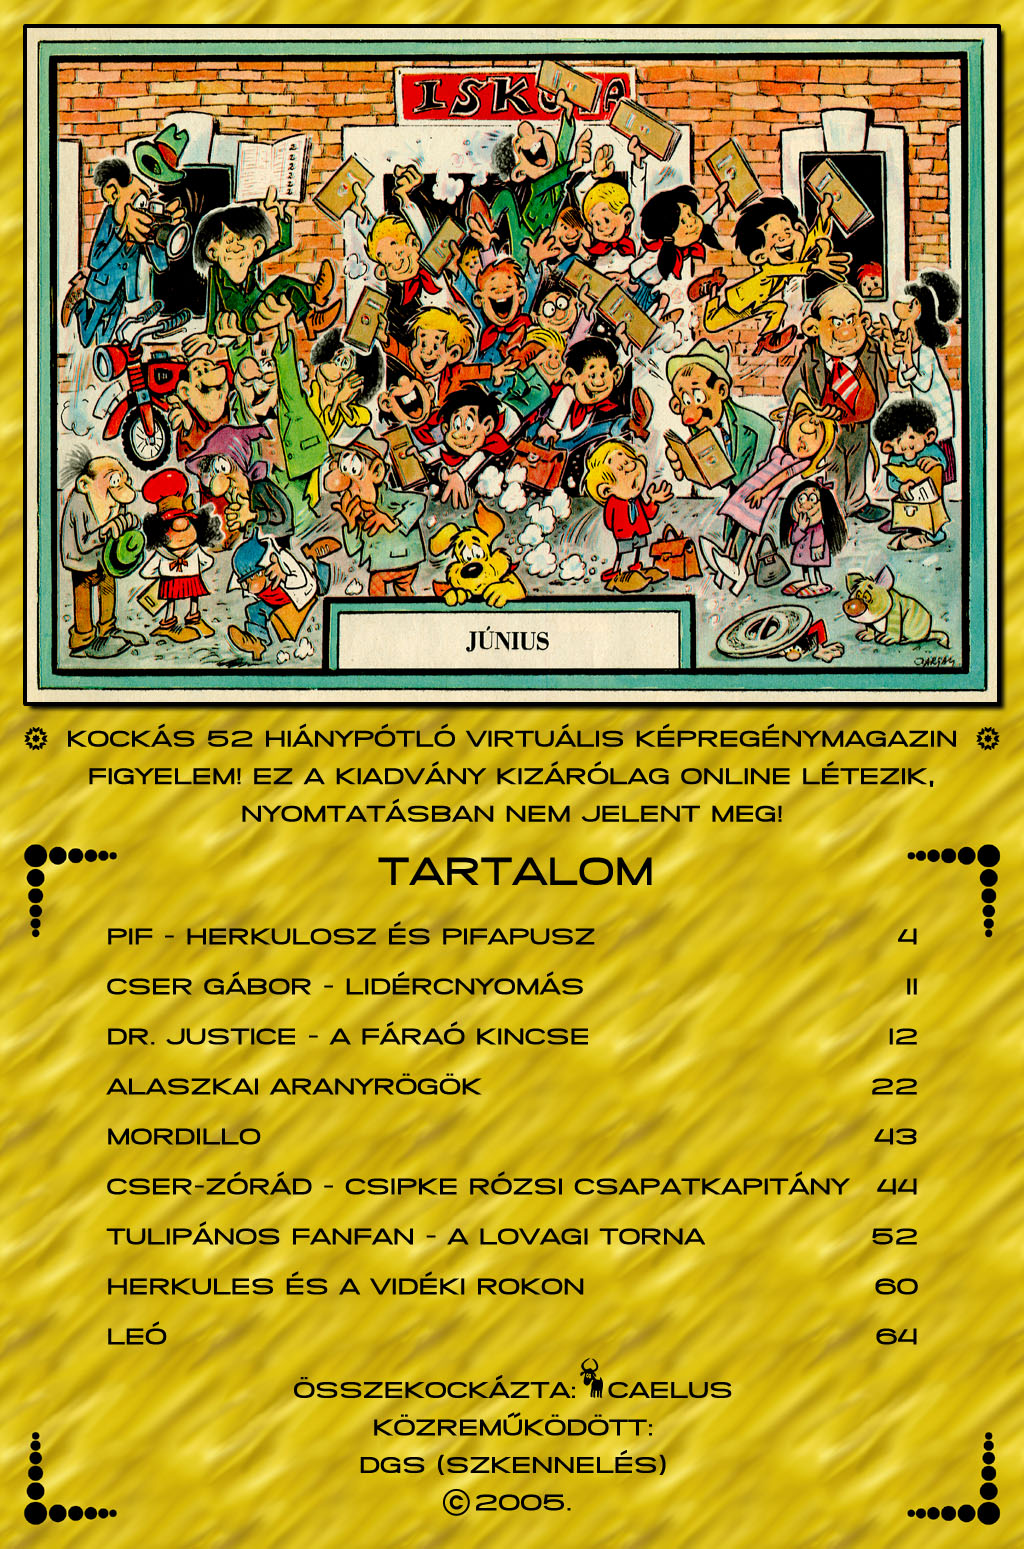 ISKOLA
JÚNIUS
KOCKÁS 52 HIÁNYPÓTLÓ VIRTUÁLIS KÉPREGÉNYMAGAZIN
FIGYELEM! EZ A KIADVÁNY KIZÁRÓLAG ONLINE LÉTEZIK,
NYOMTATÁSBAN NEM JELENT MEG!
TARTALOM
PIF - HERKULOSZ ÉS PIFAPUSZ 4
CSER GÁBOR - LIDÉRCNYOMÁS 11
DR. JUSTICE - A FÁRAÓ KINCSE 12
ALASZKAI ARANYRÖGÖK 22
MORDILLO 43
CSER-ZÓRÁD - CSIPKE RÓZSI CSAPATKAPITÁNY 44
TULIPÁNOS FANFAN - A LOVAGI TORNA 52
HERKULES ÉS A VIDÉKI ROKON 60
LEÓ 64
ÖSSZEKOCKÁZTA: CAELUS
KÖZREMŰKÖDÖTT:
DGS (SZKENNELÉS)
© 2005.